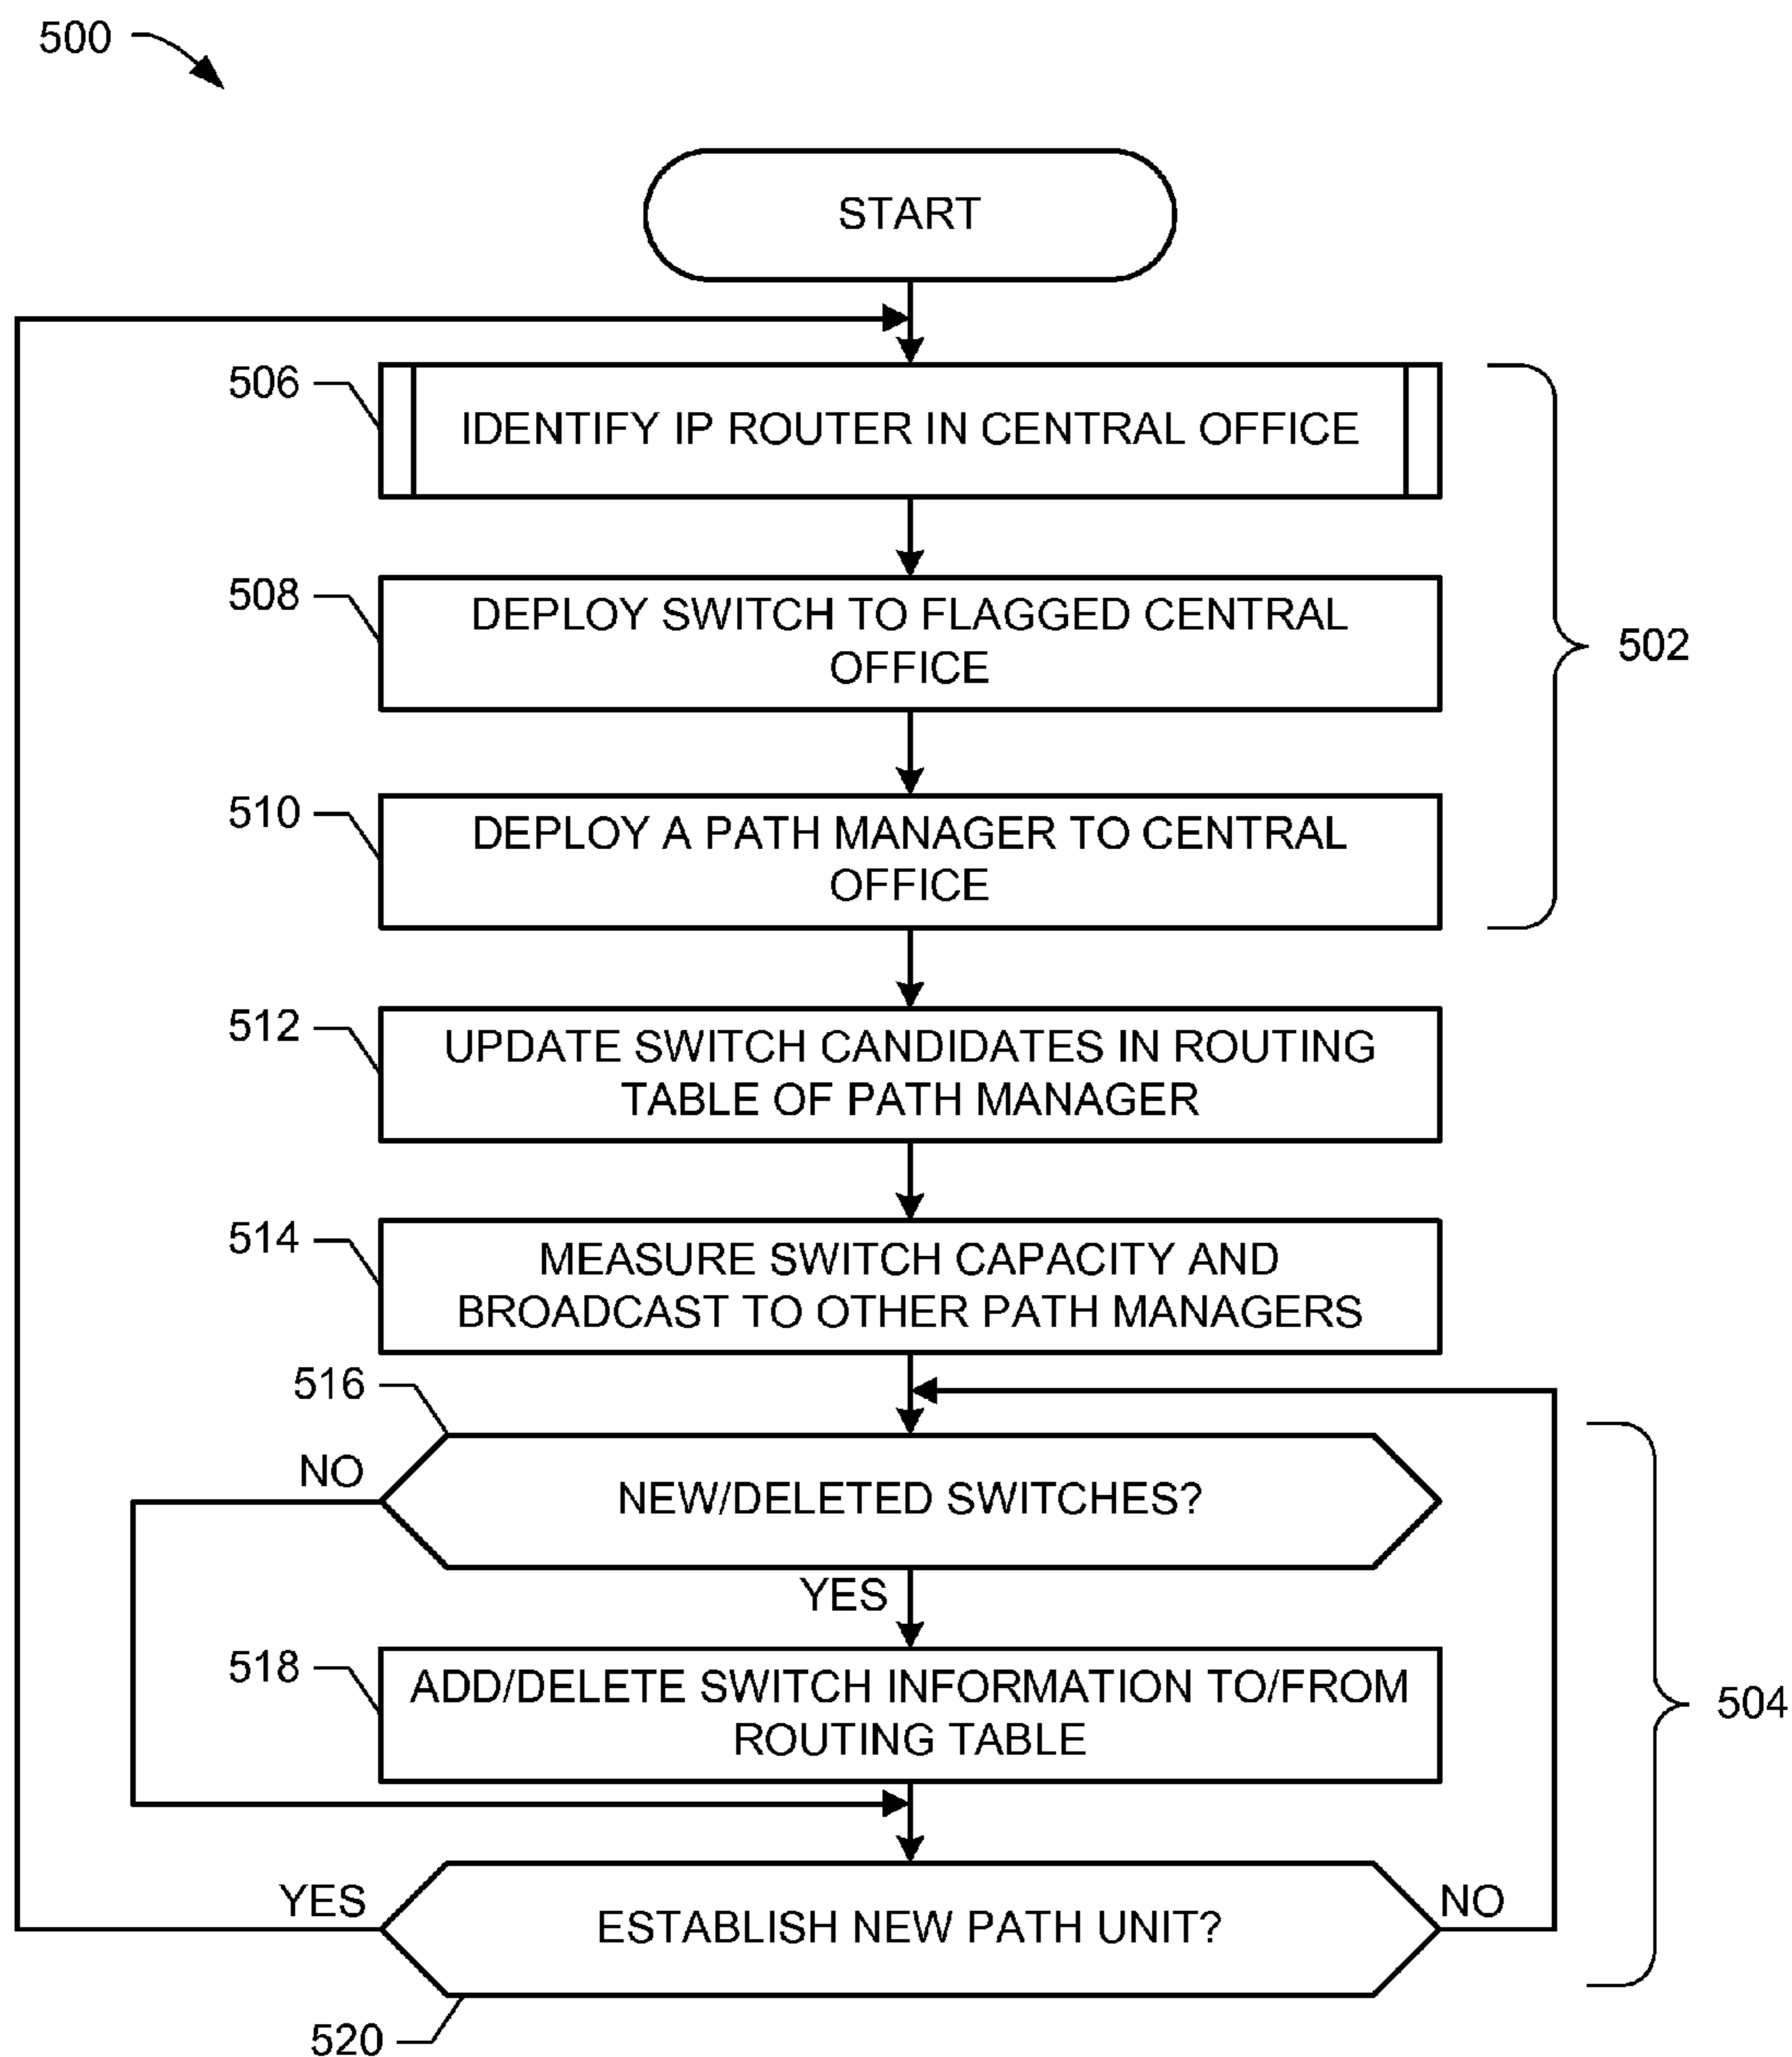 500
START
506
IDENTIFY IP ROUTER IN CENTRAL OFFICE
508
DEPLOY SWITCH TO FLAGGED CENTRAL
OFFICE
502
510
DEPLOY A PATH MANAGER TO CENTRAL
OFFICE
512
UPDATE SWITCH CANDIDATES IN ROUTING
TABLE OF PATH MANAGER
514
MEASURE SWITCH CAPACITY AND
BROADCAST TO OTHER PATH MANAGERS
516
NO
NEW/DELETED SWITCHES?
YES
518
ADD/DELETE SWITCH INFORMATION TO/FROM
ROUTING TABLE
504
YES
ESTABLISH NEW PATH UNIT?
NO
520